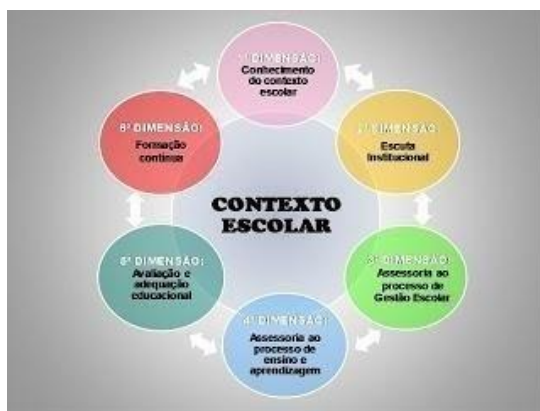 1ª DIMENSÃO:
Conhecimento
do contexto
escolar
2ª DIMENSÃO:
Escuta
Institucional
3ª DIMENSÃO:
Assessoria ao
processo de
Gestão Escolar
4ª DIMENSÃO:
Assessoria ao
processo de
ensino e
aprendizagem
5ª DIMENSÃO:
Avaliação e
adequação
educacional
6ª DIMENSÃO:
Formação
contínua
CONTEXTO
ESCOLAR